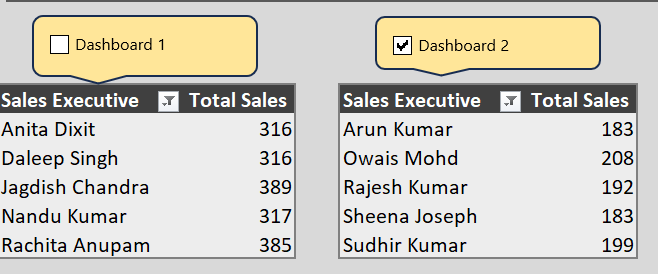 Dashboard 1
Sales Executive Total Sales
Anita Dixit 316
Daleep Singh 316
Jagdish Chandra 389
Nandu Kumar 317
Rachita Anupam 385
Dashboard 2
Sales Executive Total Sales
Arun Kumar 183
Owais Mohd 208
Rajesh Kumar 192
Sheena Joseph 183
Sudhir Kumar 199